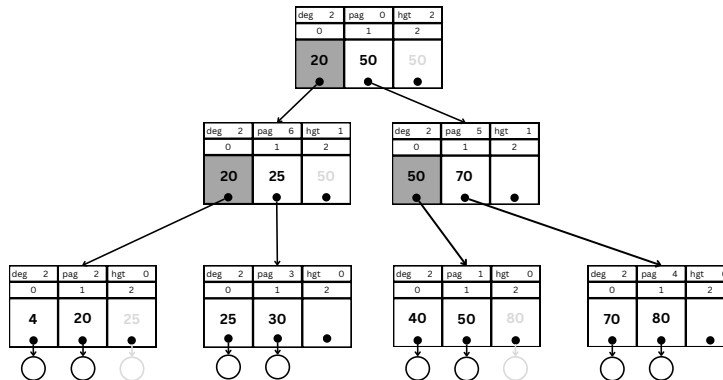 deg 2 pag 0 hgt 2
0 1 2
20 50 50
deg 2 pag 6 hgt 1
0 1 2
20 25 50
deg 2 pag 5 hgt 1
0 1 2
50 70
deg 2 pag 2 hgt 0
0 1 2
4 20 25
deg 2 pag 3 hgt 0
0 1 2
25 30
deg 2 pag 1 hgt 0
0 1 2
40 50 80
deg 2 pag 4 hgt 0
0 1 2
70 80